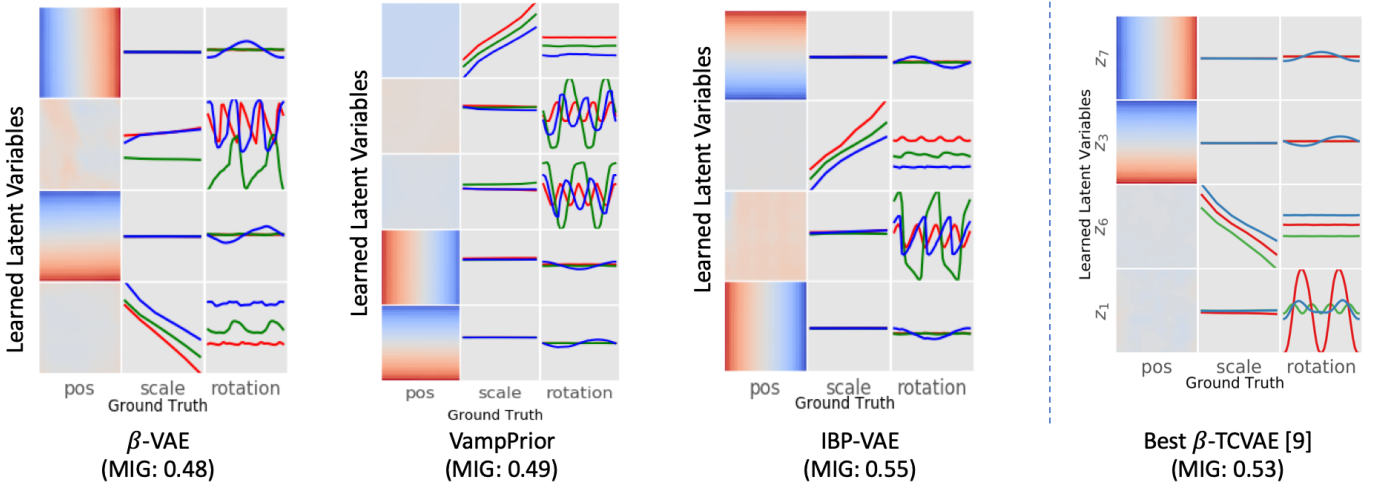 Learned Latent Variables
pos scale rotation
Ground Truth
β-VAE
(MIG: 0.48)
Learned Latent Variables
pos scale rotation
Ground Truth
VampPrior
(MIG: 0.49)
Learned Latent Variables
pos scale rotation
Ground Truth
IBP-VAE
(MIG: 0.55)
Learned Latent Variables
Z7
Z3
Z6
Z1
pos scale rotation
Ground Truth
Best β-TCVAE [9]
(MIG: 0.53)